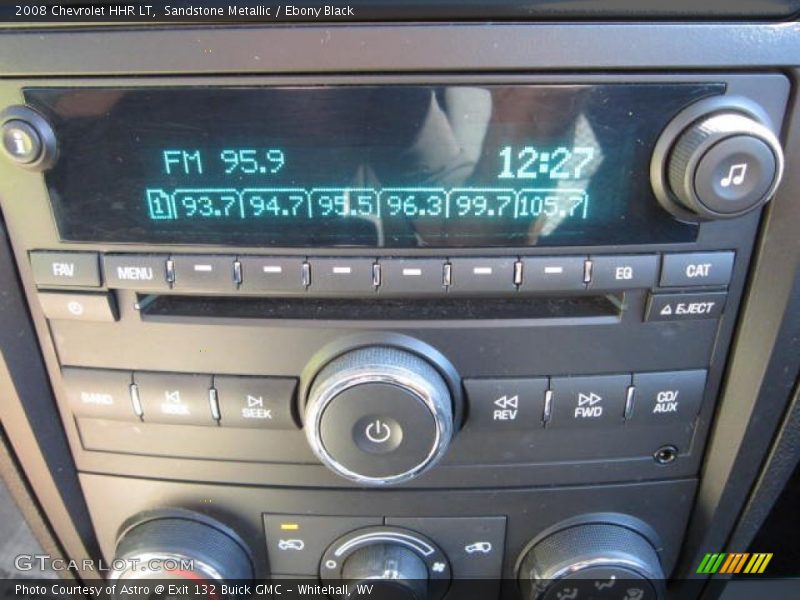 2008 Chevrolet HHR LT, Sandstone Metallic / Ebony Black
i
FM 95.9 12:27
1 93.7 94.7 95.5 96.3 99.7 105.7
FAV MENU EQ CAT
EJECT
BAND SEEK SEEK REV FWD CD/
AUX
GTCARLOT.COM
Photo Courtesy of Astro @ Exit 132 Buick GMC - Whitehall, WV